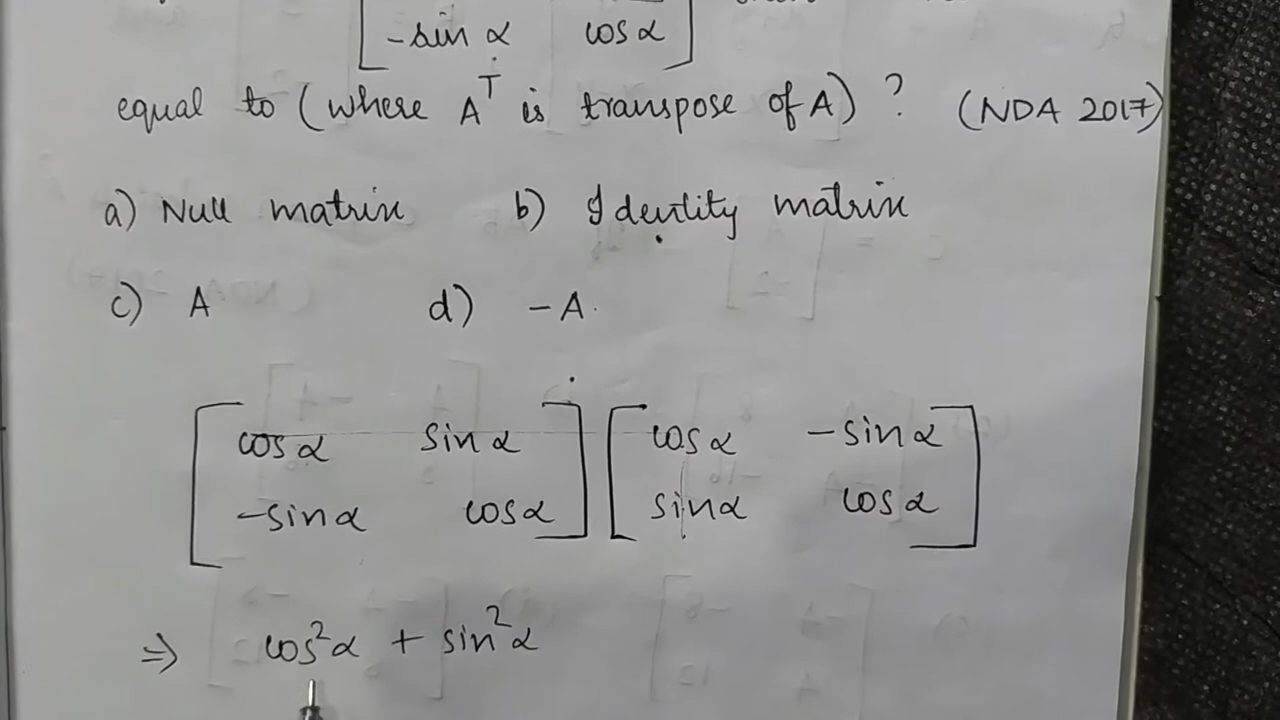 -sin α cos α
equal to (where Aᵀ is transpose of A) ? (NDA 2017)
a) Null matrix b) Identity matrix
c) A d) -A.
cos α sin α cos α -sin α
-sin α cos α sin α cos α
⇒ cos²α + sin²α